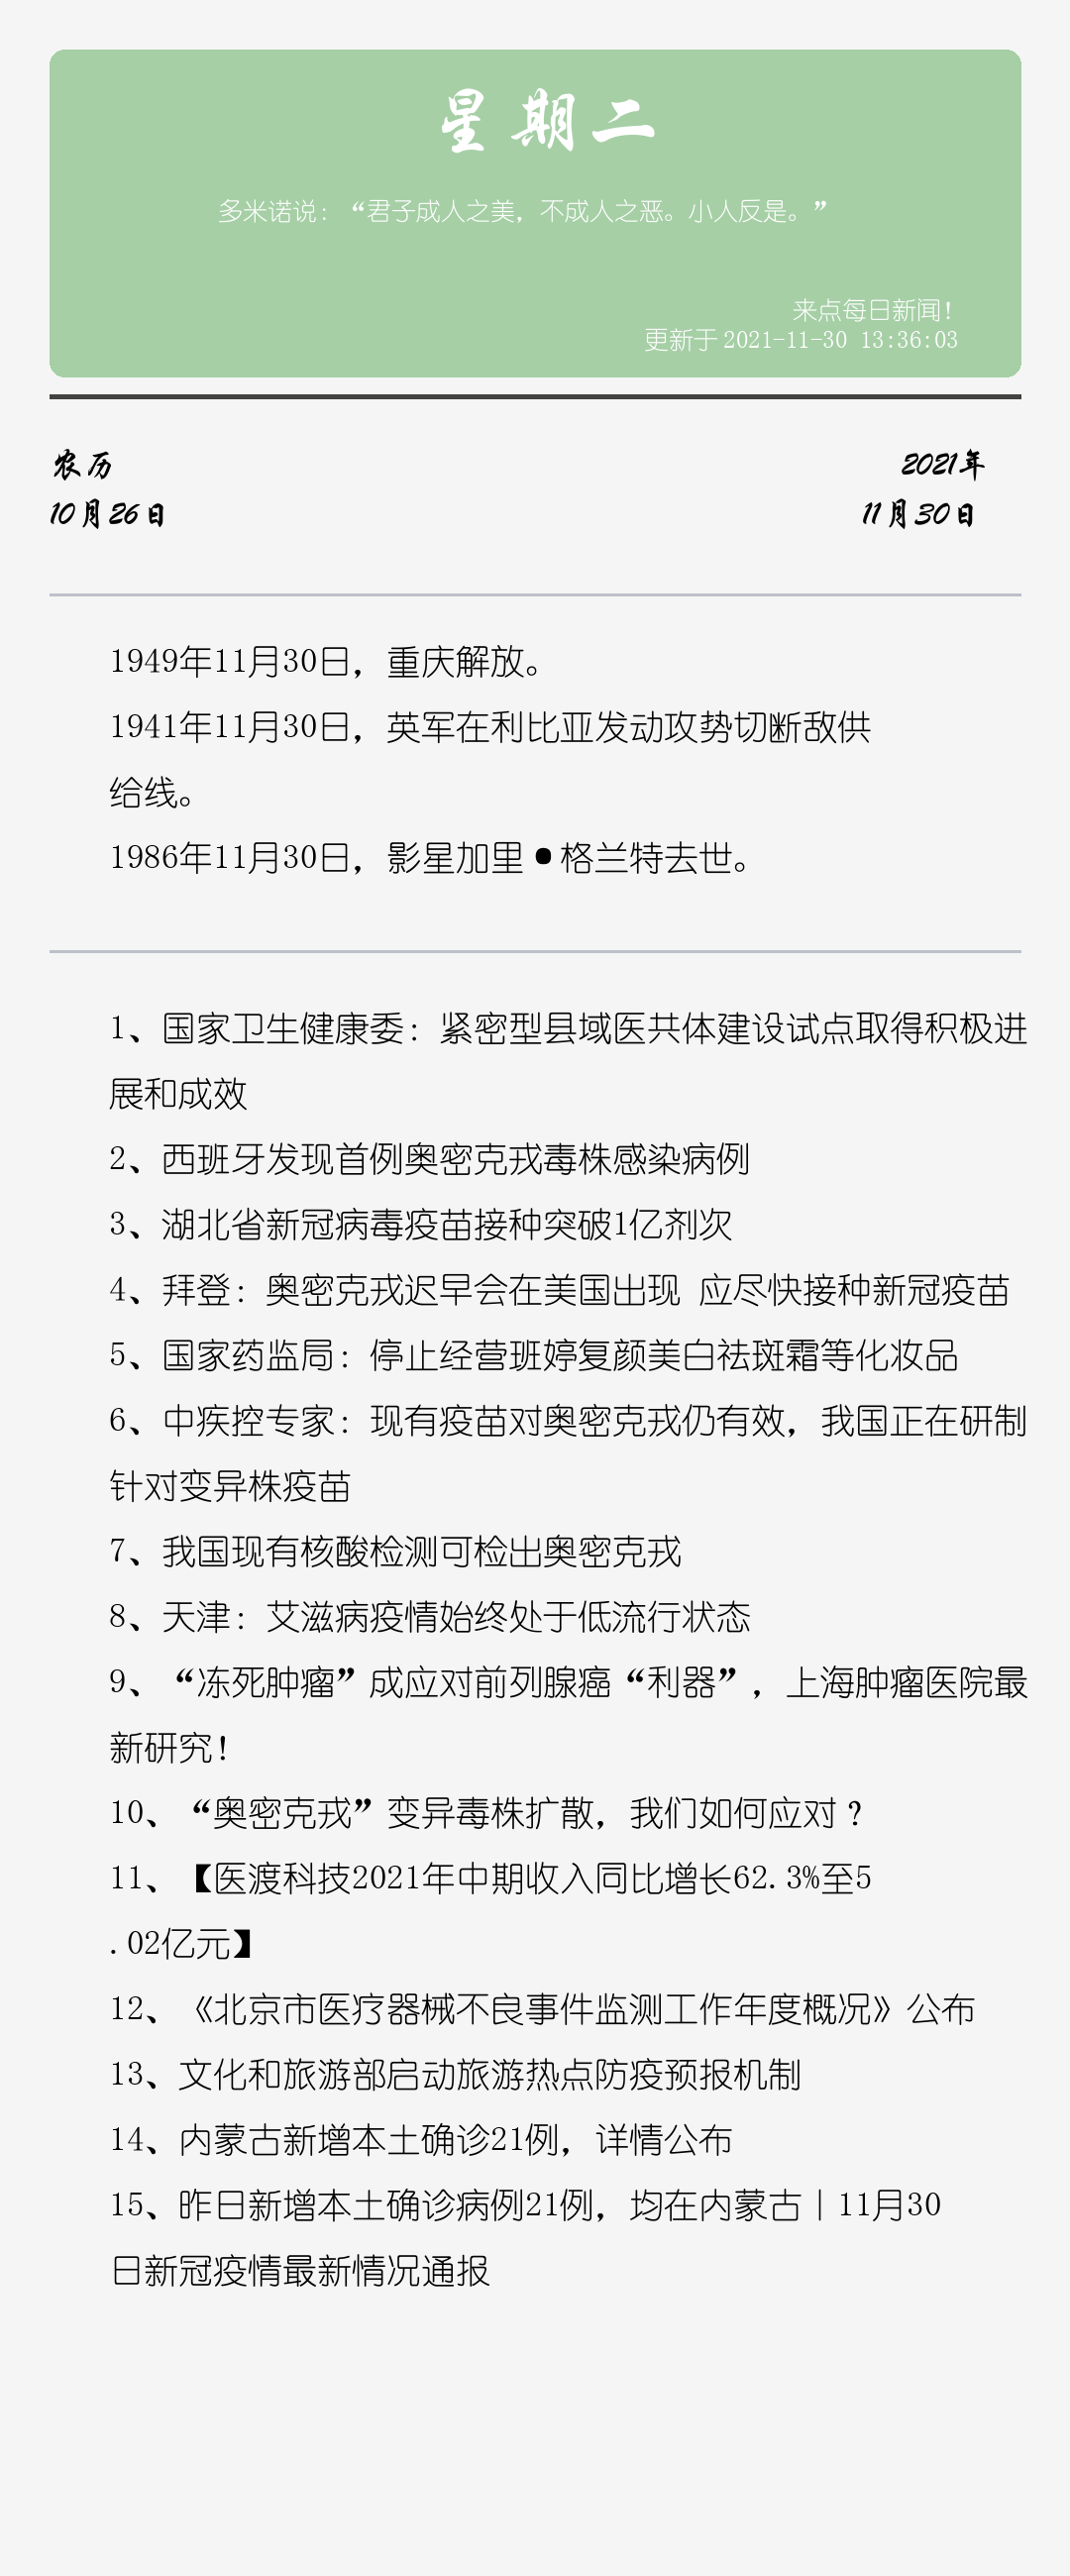 星期二
多米诺说：“君子成人之美，不成人之恶。小人反是。”
来点每日新闻！
更新于 2021-11-30 13:36:03
农历
2021年
10月26日
11月30日
1949年11月30日，重庆解放。
1941年11月30日，英军在利比亚发动攻势切断敌供
给线。
1986年11月30日，影星加里•格兰特去世。
1、国家卫生健康委：紧密型县域医共体建设试点取得积极进
展和成效
2、西班牙发现首例奥密克戎毒株感染病例
3、湖北省新冠病毒疫苗接种突破1亿剂次
4、拜登：奥密克戎迟早会在美国出现 应尽快接种新冠疫苗
5、国家药监局：停止经营班婷复颜美白祛斑霜等化妆品
6、中疾控专家：现有疫苗对奥密克戎仍有效，我国正在研制
针对变异株疫苗
7、我国现有核酸检测可检出奥密克戎
8、天津：艾滋病疫情始终处于低流行状态
9、“冻死肿瘤”成应对前列腺癌“利器”，上海肿瘤医院最
新研究！
10、“奥密克戎”变异毒株扩散，我们如何应对？
11、【医渡科技2021年中期收入同比增长62.3%至5
.02亿元】
12、《北京市医疗器械不良事件监测工作年度概况》公布
13、文化和旅游部启动旅游热点防疫预报机制
14、内蒙古新增本土确诊21例，详情公布
15、昨日新增本土确诊病例21例，均在内蒙古丨11月30
日新冠疫情最新情况通报